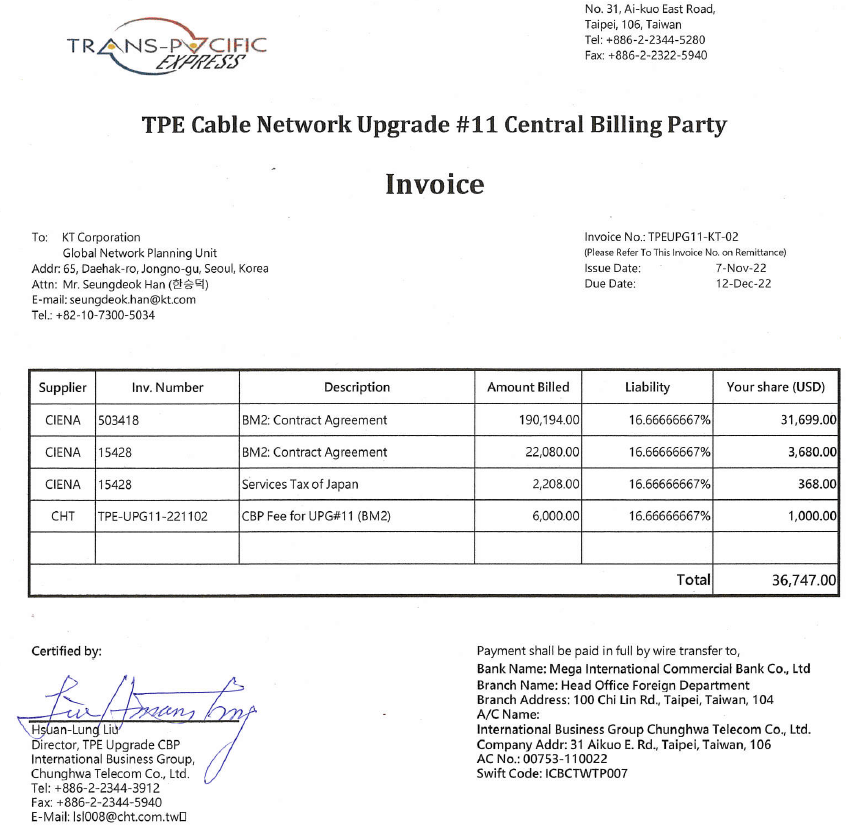 TRANS-PACIFIC
EXPRESS
No. 31, Ai-kuo East Road,
Taipei, 106, Taiwan
Tel: +886-2-2344-5280
Fax: +886-2-2322-5940
TPE Cable Network Upgrade #11 Central Billing Party
Invoice
To: KT Corporation
Global Network Planning Unit
Addr: 65, Daehak-ro, Jongno-gu, Seoul, Korea
Attn: Mr. Seungdeok Han (한승덕)
E-mail: seungdeok.han@kt.com
Tel.: +82-10-7300-5034
Invoice No.: TPEUPG11-KT-02
(Please Refer To This Invoice No. on Remittance)
Issue Date: 7-Nov-22
Due Date: 12-Dec-22
Supplier Inv. Number Description Amount Billed Liability Your share (USD)
CIENA 503418 BM2: Contract Agreement 190,194.00 16.66666667% 31,699.00
CIENA 15428 BM2: Contract Agreement 22,080.00 16.66666667% 3,680.00
CIENA 15428 Services Tax of Japan 2,208.00 16.66666667% 368.00
CHT TPE-UPG11-221102 CBP Fee for UPG#11 (BM2) 6,000.00 16.66666667% 1,000.00
Total 36,747.00
Certified by:
Hsuan-Lung Liu
Director, TPE Upgrade CBP
International Business Group,
Chunghwa Telecom Co., Ltd.
Tel: +886-2-2344-3912
Fax: +886-2-2344-5940
E-Mail: lsl008@cht.com.tw
Payment shall be paid in full by wire transfer to,
Bank Name: Mega International Commercial Bank Co., Ltd
Branch Name: Head Office Foreign Department
Branch Address: 100 Chi Lin Rd., Taipei, Taiwan, 104
A/C Name:
International Business Group Chunghwa Telecom Co., Ltd.
Company Addr: 31 Aikuo E. Rd., Taipei, Taiwan, 106
AC No.: 00753-110022
Swift Code: ICBCTWTP007